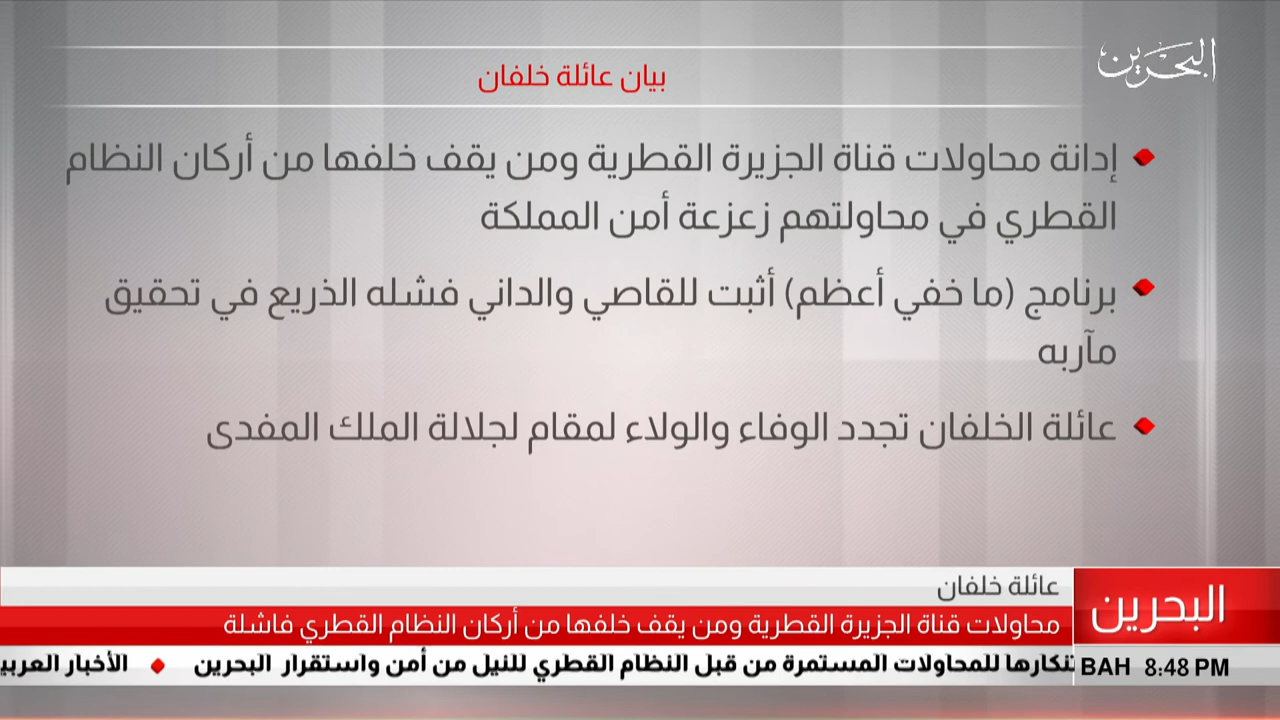 البحرين
بيان عائلة خلفان
إدانة محاولات قناة الجزيرة القطرية ومن يقف خلفها من أركان النظام
القطري في محاولتهم زعزعة أمن المملكة
برنامج (ما خفي أعظم) أثبت للقاصي والداني فشله الذريع في تحقيق
مآربه
عائلة الخلفان تجدد الوفاء والولاء لمقام لجلالة الملك المفدى
عائلة خلفان
البحرين
محاولات قناة الجزيرة القطرية ومن يقف خلفها من أركان النظام القطري فاشلة
BAH 8:48 PM
للمحاولات المستمرة من قبل النظام القطري للنيل من أمن واستقرار البحرين الأخبار